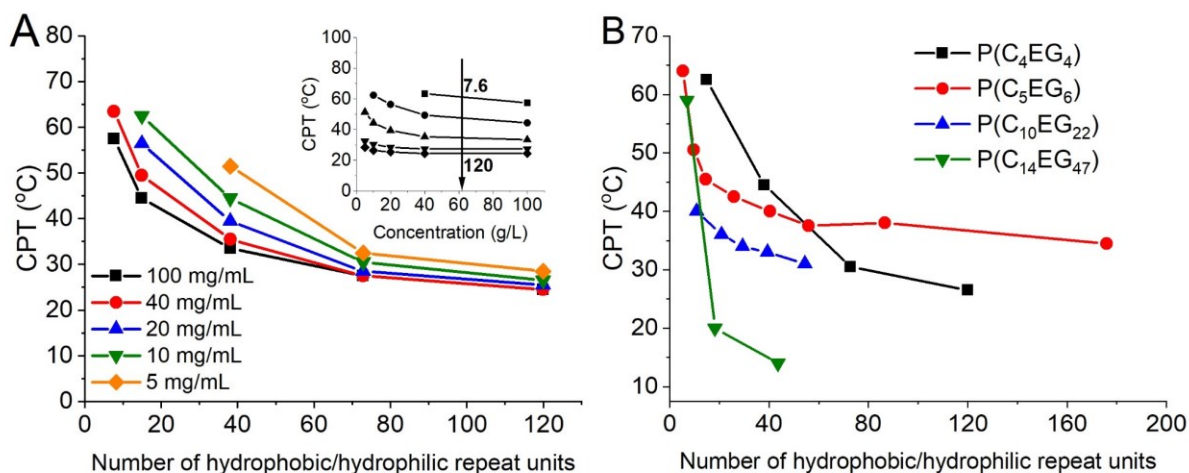 A
80
70
60
50
40
30
20
10
0
CPT (°C)
100 mg/mL
40 mg/mL
20 mg/mL
10 mg/mL
5 mg/mL
0 20 40 60 80 100 120
Number of hydrophobic/hydrophilic repeat units
100
80
60
40
20
0
CPT (°C)
7.6
120
0 20 40 60 80 100
Concentration (g/L)
B
70
60
50
40
30
20
10
CPT (°C)
P(C₄EG₄)
P(C₅EG₆)
P(C₁₀EG₂₂)
P(C₁₄EG₄₇)
0 40 80 120 160 200
Number of hydrophobic/hydrophilic repeat units